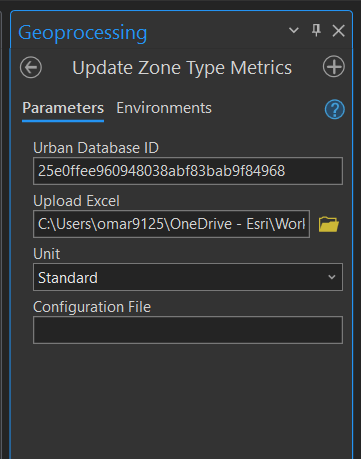 Geoprocessing
Update Zone Type Metrics
Parameters Environments
Urban Database ID
25e0ffee960948038abf83bab9f84968
Upload Excel
C:\Users\omar9125\OneDrive - Esri\Worl
Unit
Standard
Configuration File